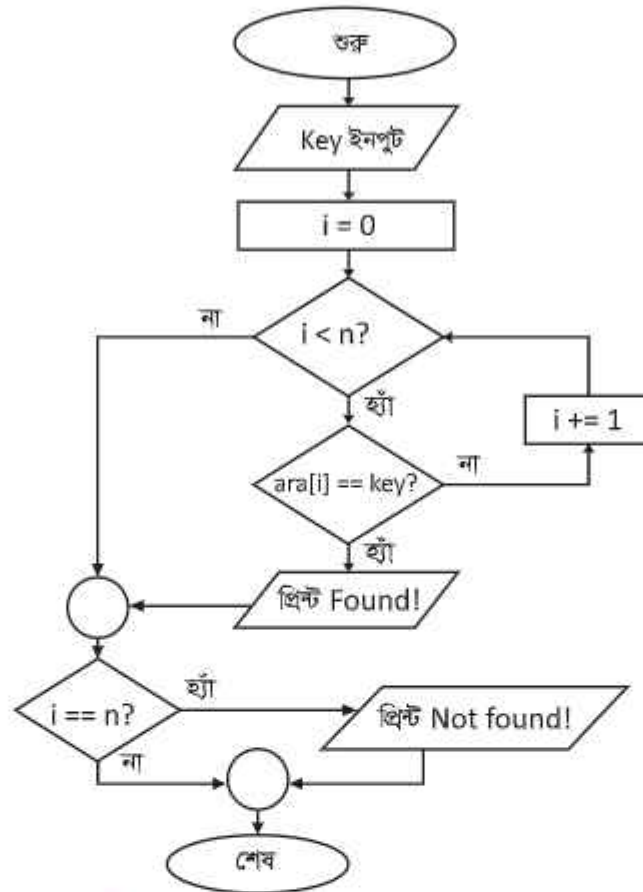 শুরু
Key ইনপুট
i = 0
i < n?
না
হ্যাঁ
i += 1
ara[i] == key?
না
হ্যাঁ
প্রিন্ট Found!
i == n?
হ্যাঁ
প্রিন্ট Not found!
না
শেষ